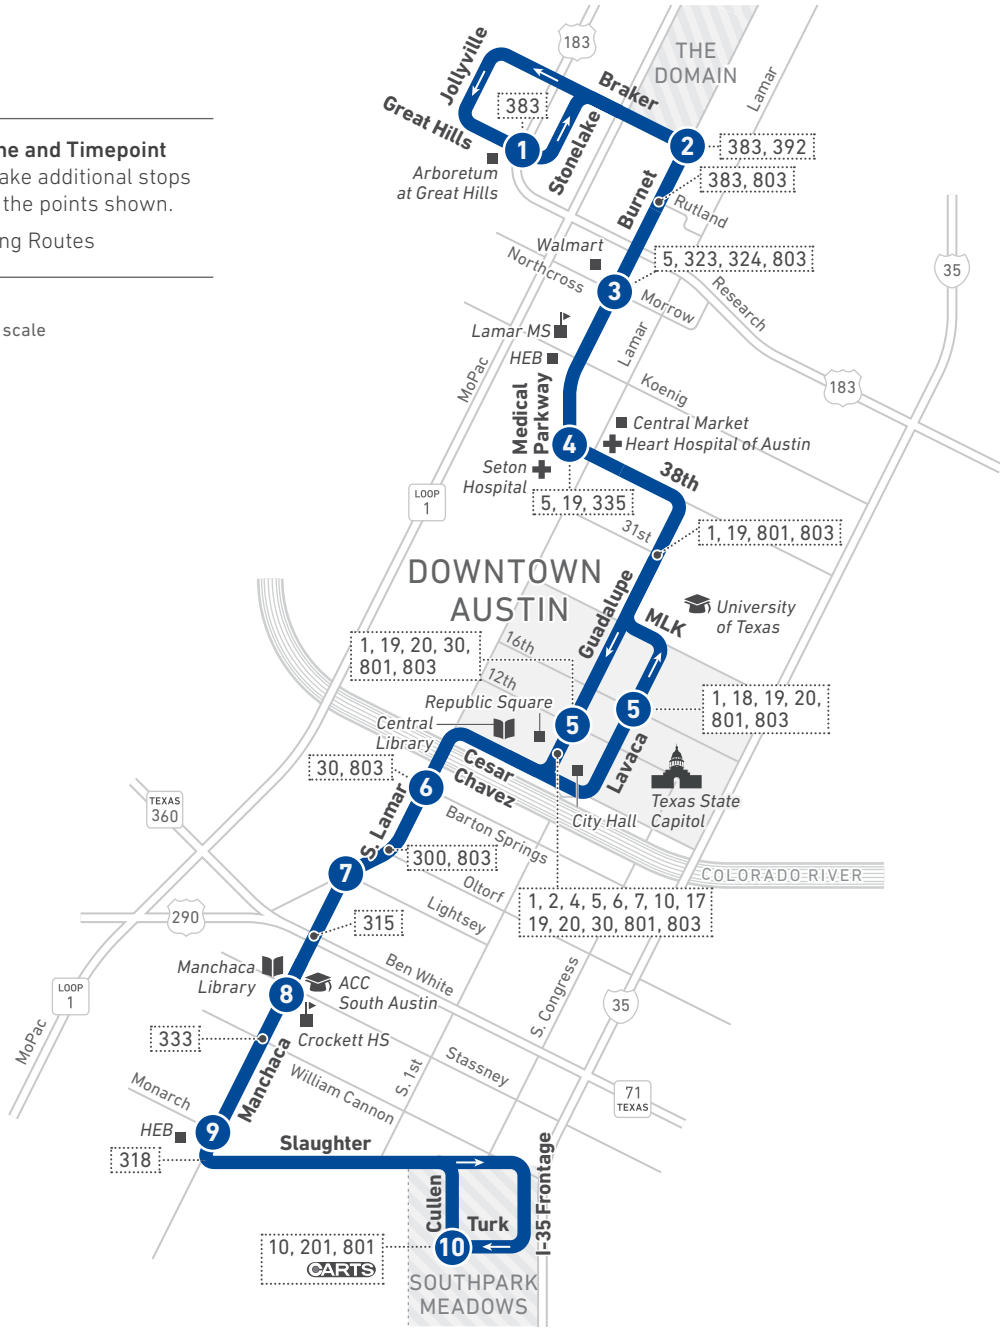 183
THE
DOMAIN
Lamar
Jollyville
Braker
Great Hills
383
Stonelake
1
2
383, 392
Arboretum
at Great Hills
383, 803
Burnet
Rutland
ne and Timepoint
ake additional stops
the points shown.
ng Routes
scale
Walmart
Northcross
5, 323, 324, 803
35
3
Morrow
Research
Lamar MS
Lamar
HEB
MoPac
Koenig
183
Medical
Parkway
Central Market
4
Heart Hospital of Austin
Seton
Hospital
38th
LOOP
1
5, 19, 335
31st
1, 19, 801, 803
DOWNTOWN
AUSTIN
Guadalupe
MLK
University
of Texas
1, 19, 20, 30,
801, 803
16th
12th
Republic Square
5
5
1, 18, 19, 20,
801, 803
Central
Library
Lavaca
Cesar
Chavez
30, 803
6
Texas State
Capitol
City Hall
TEXAS
360
S. Lamar
Barton Springs
300, 803
7
COLORADO RIVER
Oltorf
1, 2, 4, 5, 6, 7, 10, 17
19, 20, 30, 801, 803
290
Lightsey
315
Manchaca
Library
Ben White
ACC
South Austin
8
LOOP
1
S. Congress
35
MoPac
333
Crockett HS
Manchaca
Stassney
S. 1st
William Cannon
Monarch
71
TEXAS
HEB
9
318
Slaughter
I-35 Frontage
Cullen
Turk
10
10, 201, 801
CARTS
SOUTHPARK
MEADOWS